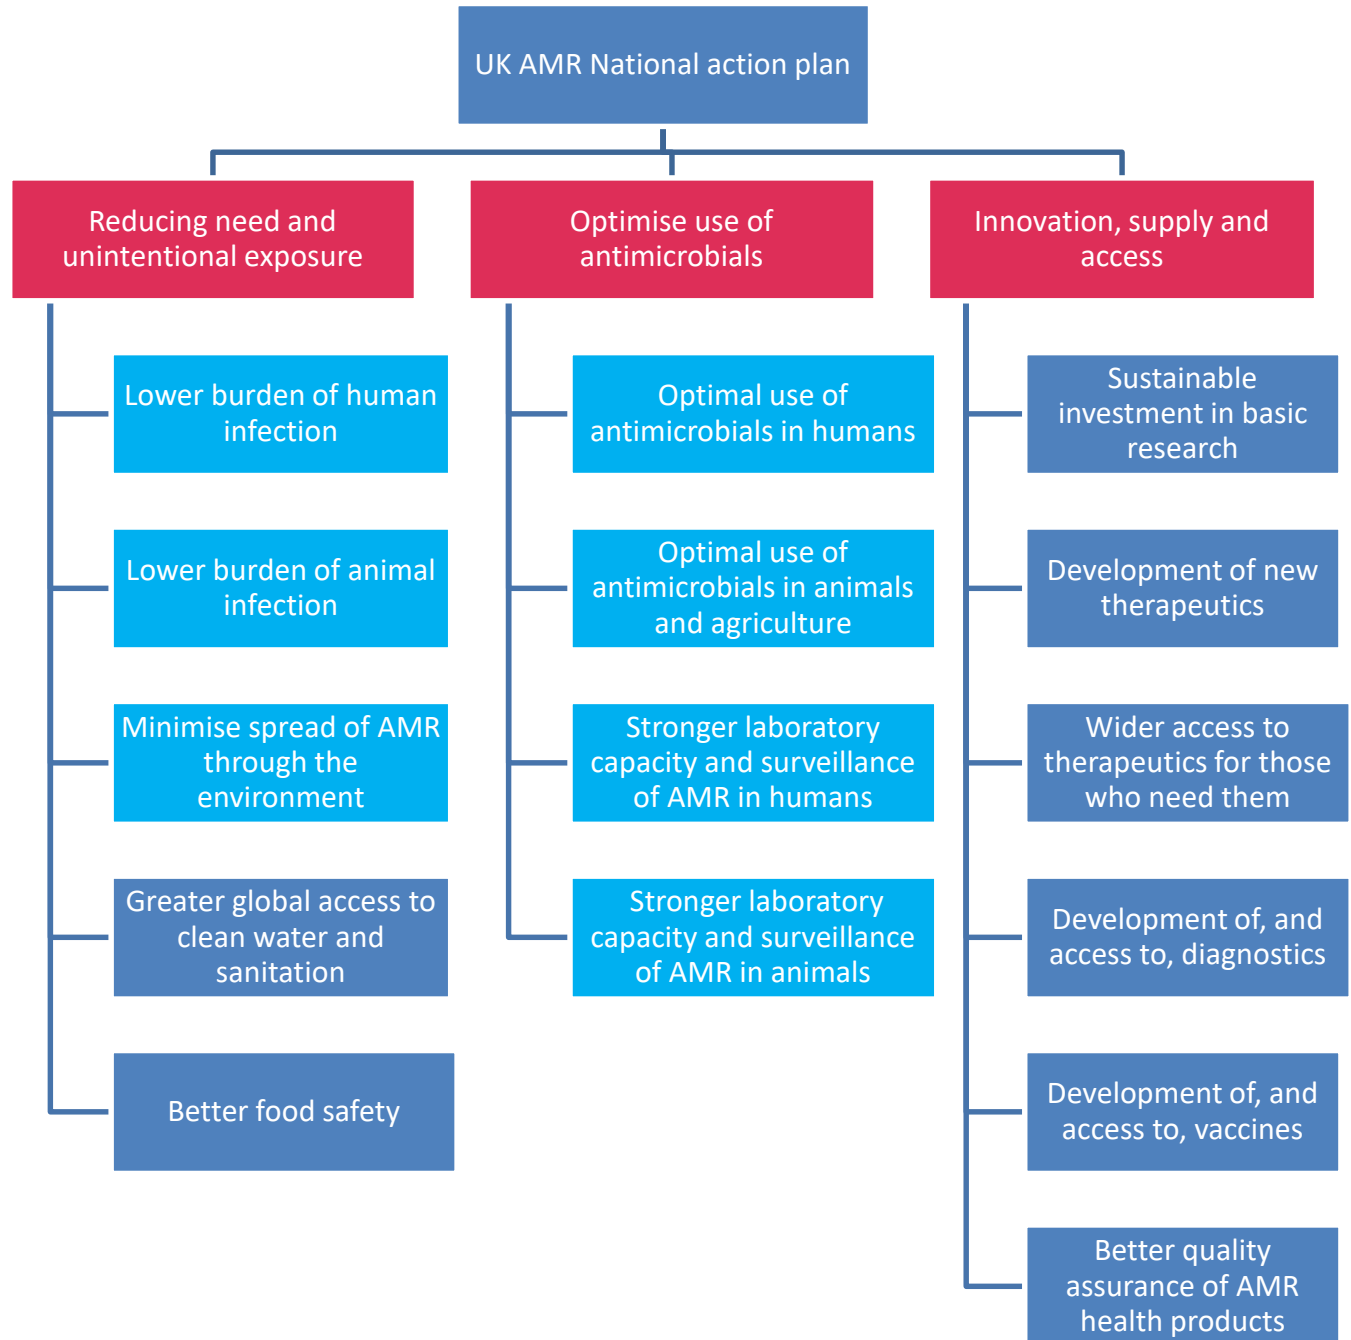 UK AMR National action plan
Reducing need and
unintentional exposure
Lower burden of human
infection
Lower burden of animal
infection
Minimise spread of AMR
through the
environment
Greater global access to
clean water and
sanitation
Better food safety
Optimise use of
antimicrobials
Optimal use of
antimicrobials in humans
Optimal use of
antimicrobials in animals
and agriculture
Stronger laboratory
capacity and surveillance
of AMR in humans
Stronger laboratory
capacity and surveillance
of AMR in animals
Innovation, supply and
access
Sustainable
investment in basic
research
Development of new
therapeutics
Wider access to
therapeutics for those
who need them
Development of, and
access to, diagnostics
Development of, and
access to, vaccines
Better quality
assurance of AMR
health products